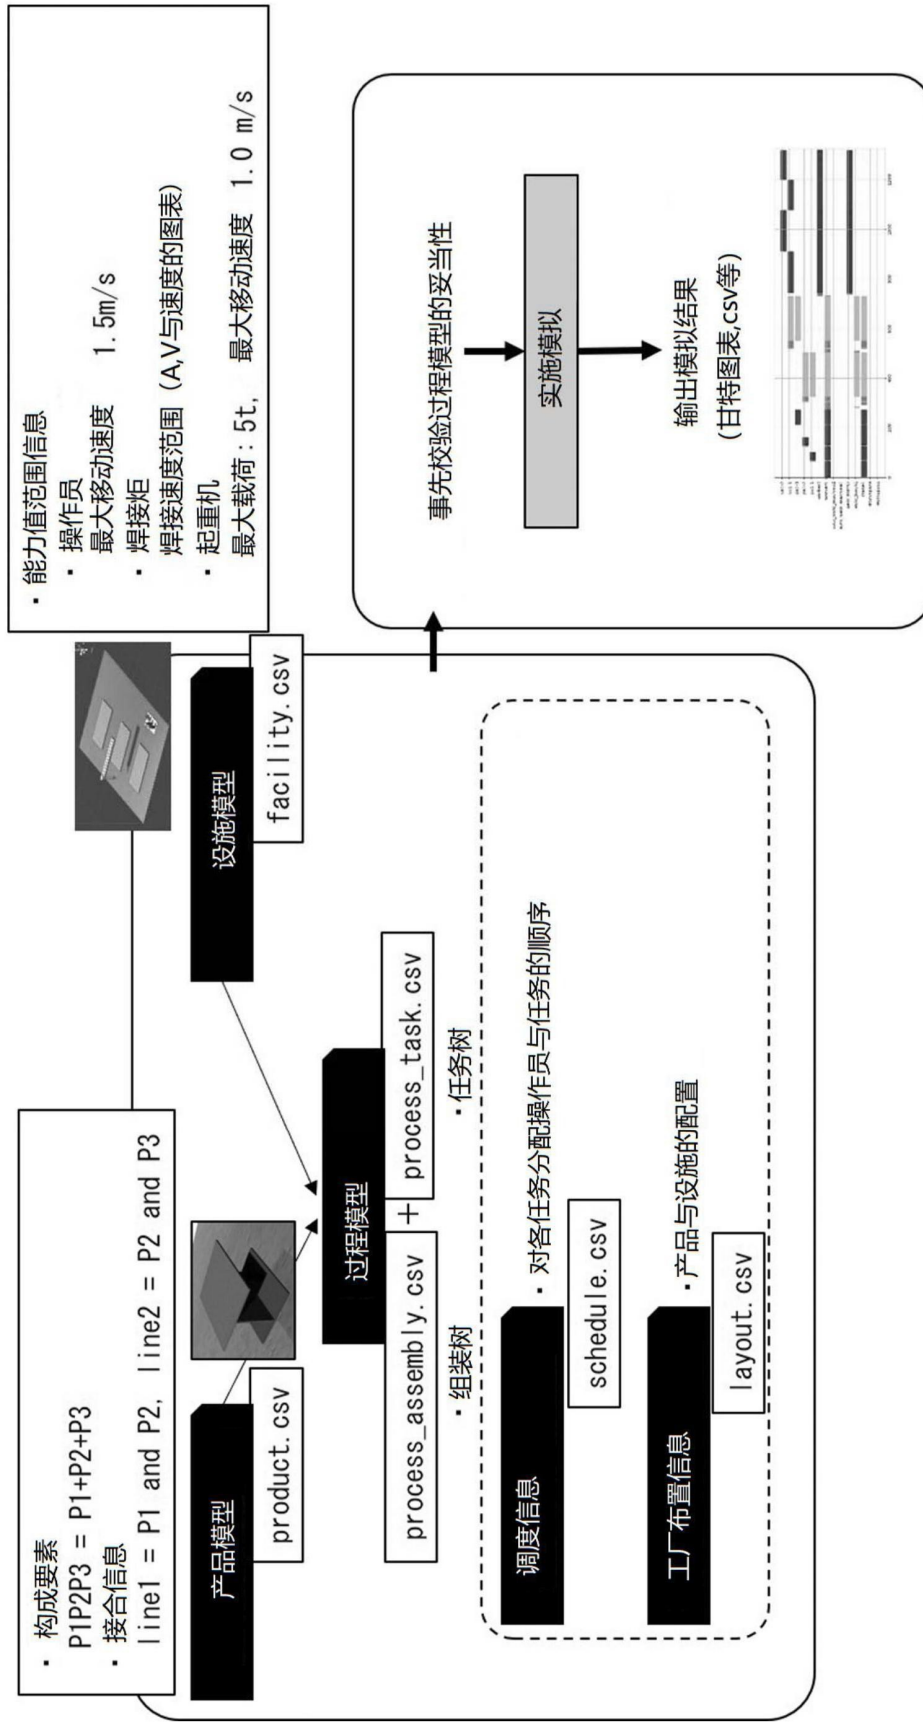 ・构成要素
P1P2P3 = P1+P2+P3
・接合信息
line1 = P1 and P2, line2 = P2 and P3
产品模型
product.csv
设施模型
facility.csv
・能力值范围信息
・操作员
最大移动速度 1.5m/s
・焊接炬
焊接速度范围（A,V与速度的图表）
・起重机
最大载荷：5t, 最大移动速度 1.0 m/s
过程模型
process_assembly.csv
+
process_task.csv
・组装树
・任务树
调度信息
・对各任务分配操作员与任务的顺序
schedule.csv
工厂布置信息
・产品与设施的配置
layout.csv
事先校验过程模型的妥当性
实施模拟
输出模拟结果
(甘特图表,csv等)